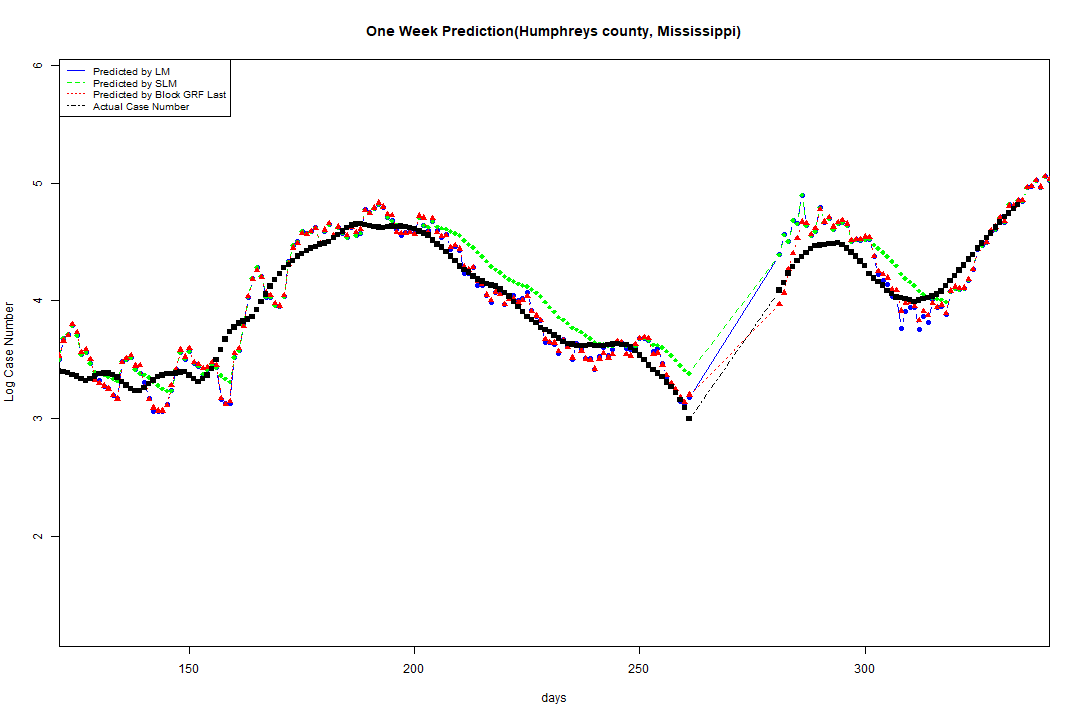 One Week Prediction(Humphreys county, Mississippi)
Predicted by LM
Predicted by SLM
Predicted by Block GRF Last
Actual Case Number
6
5
4
3
2
Log Case Number
150 200 250 300
days